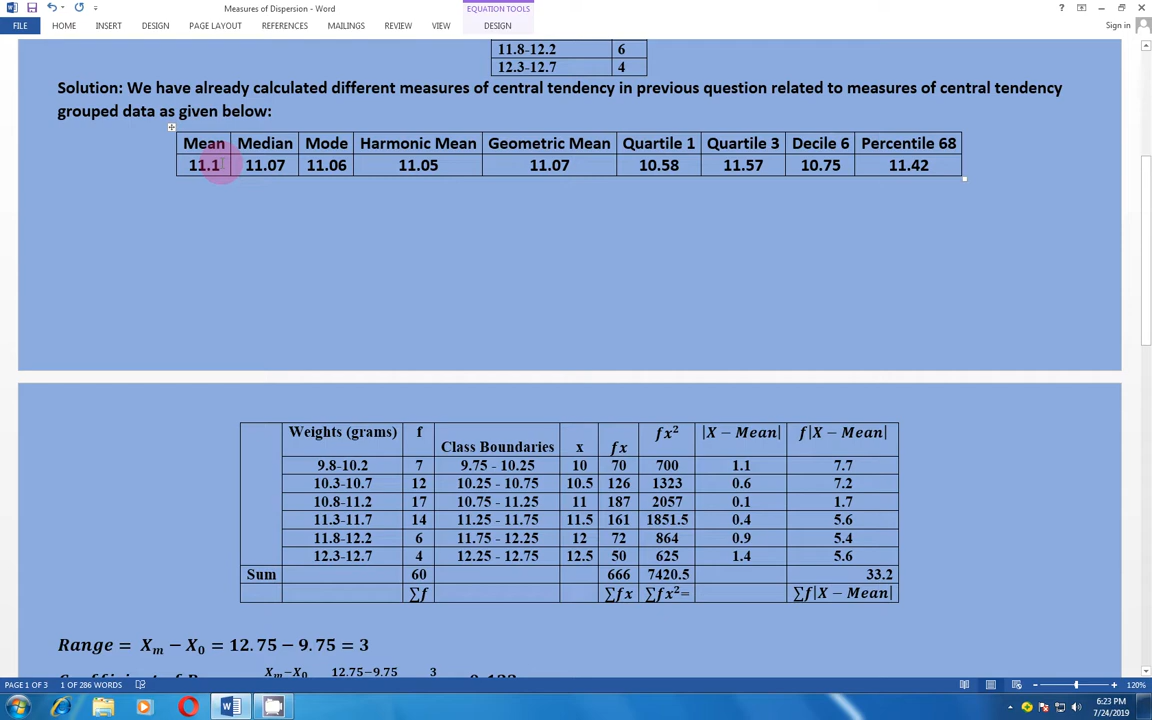 Measures of Dispersion - Word
EQUATION TOOLS
Sign in
FILE HOME INSERT DESIGN PAGE LAYOUT REFERENCES MAILINGS REVIEW VIEW DESIGN
11.8-12.2 6
12.3-12.7 4
Solution: We have already calculated different measures of central tendency in previous question related to measures of central tendency
grouped data as given below:
Mean Median Mode Harmonic Mean Geometric Mean Quartile 1 Quartile 3 Decile 6 Percentile 68
11.1 11.07 11.06 11.05 11.07 10.58 11.57 10.75 11.42
Weights (grams) f Class Boundaries x fx fx² |X − Mean| f|X − Mean|
9.8-10.2 7 9.75 - 10.25 10 70 700 1.1 7.7
10.3-10.7 12 10.25 - 10.75 10.5 126 1323 0.6 7.2
10.8-11.2 17 10.75 - 11.25 11 187 2057 0.1 1.7
11.3-11.7 14 11.25 - 11.75 11.5 161 1851.5 0.4 5.6
11.8-12.2 6 11.75 - 12.25 12 72 864 0.9 5.4
12.3-12.7 4 12.25 - 12.75 12.5 50 625 1.4 5.6
Sum 60 666 7420.5 33.2
∑f ∑fx ∑fx²= ∑f|X − Mean|
Range = Xₘ − X₀ = 12.75 − 9.75 = 3
Xₘ−X₀ 12.75−9.75 3
PAGE 1 OF 3 1 OF 286 WORDS 120%
6:23 PM
7/24/2019